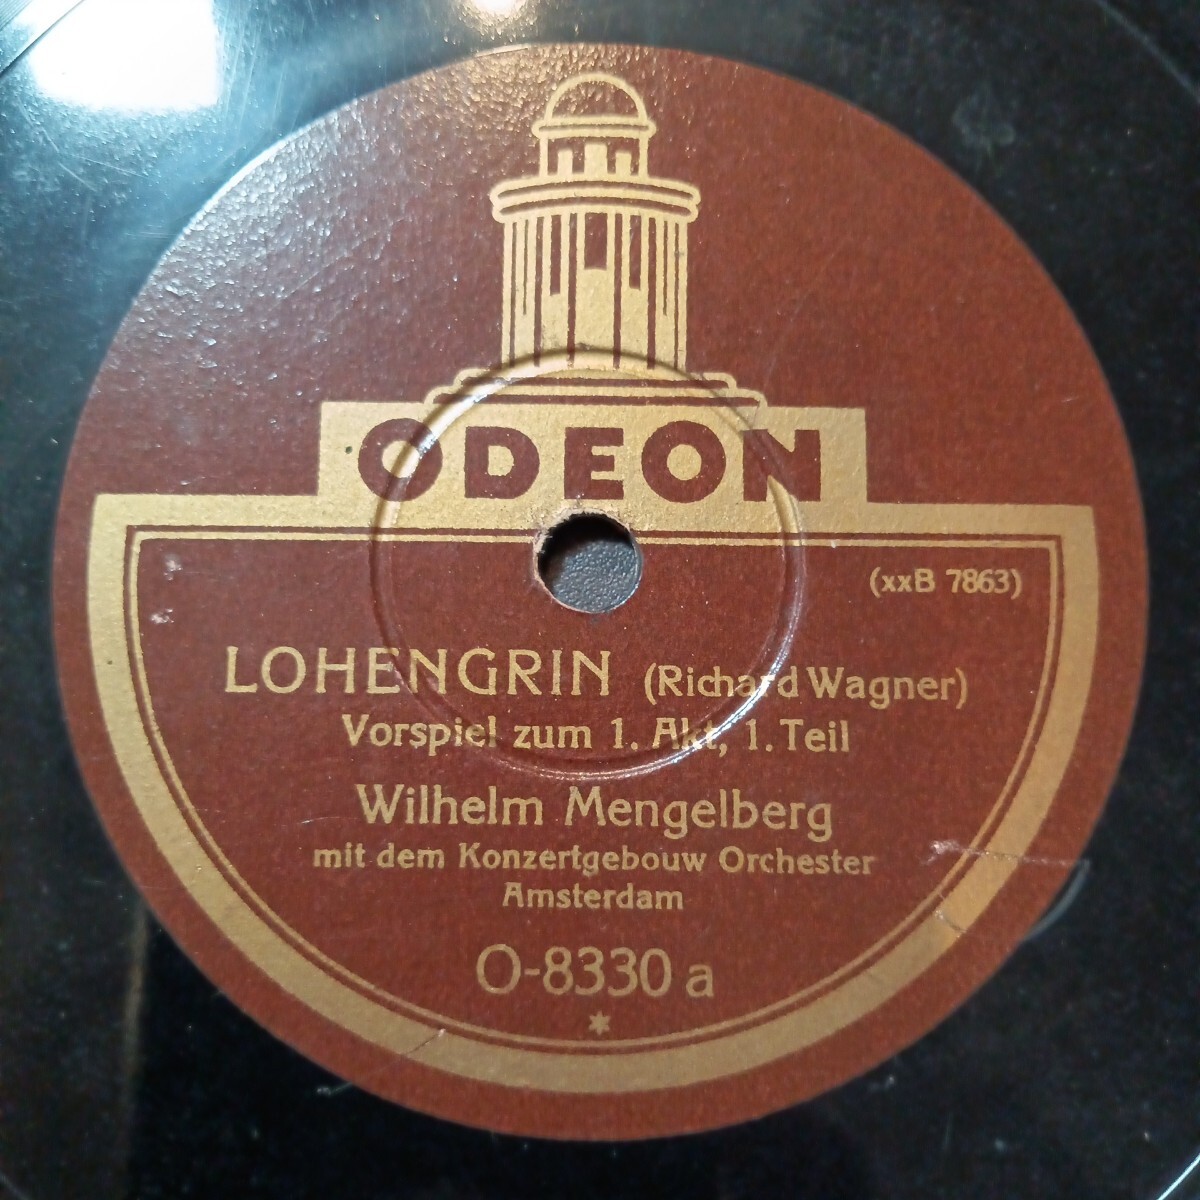 ODEON
(xxB 7863)
LOHENGRIN (Richard Wagner)
Vorspiel zum 1. Akt, 1. Teil
Wilhelm Mengelberg
mit dem Konzertgebouw Orchester
Amsterdam
O-8330 a
*